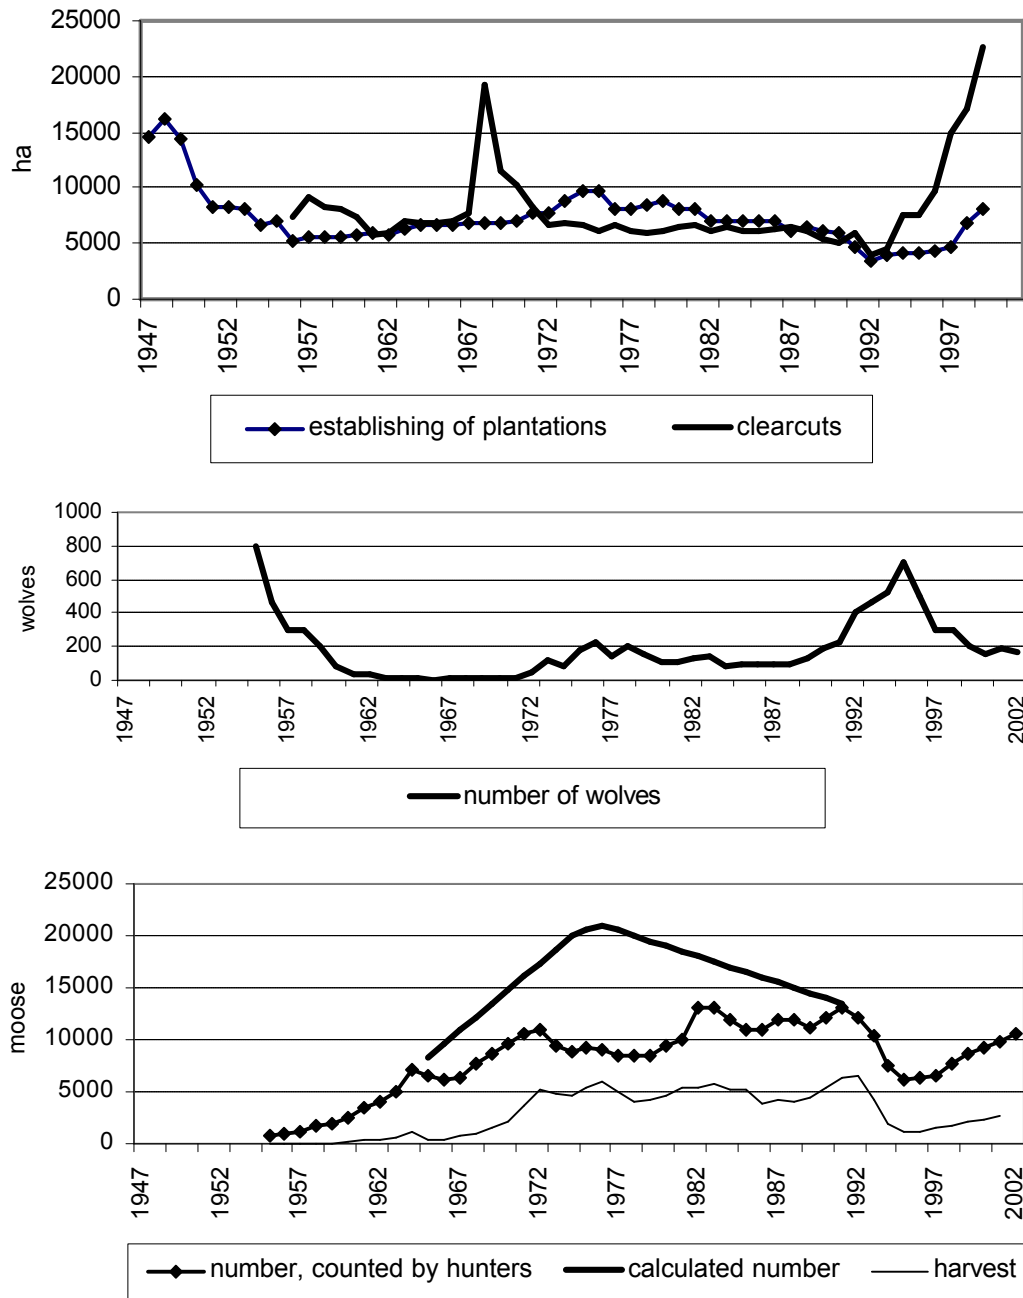 25000
20000
15000
10000
5000
0
ha
1947 1952 1957 1962 1967 1972 1977 1982 1987 1992 1997
establishing of plantations clearcuts
1000
800
600
400
200
0
wolves
1947 1952 1957 1962 1967 1972 1977 1982 1987 1992 1997 2002
number of wolves
25000
20000
15000
10000
5000
0
moose
1947 1952 1957 1962 1967 1972 1977 1982 1987 1992 1997 2002
number, counted by hunters calculated number harvest